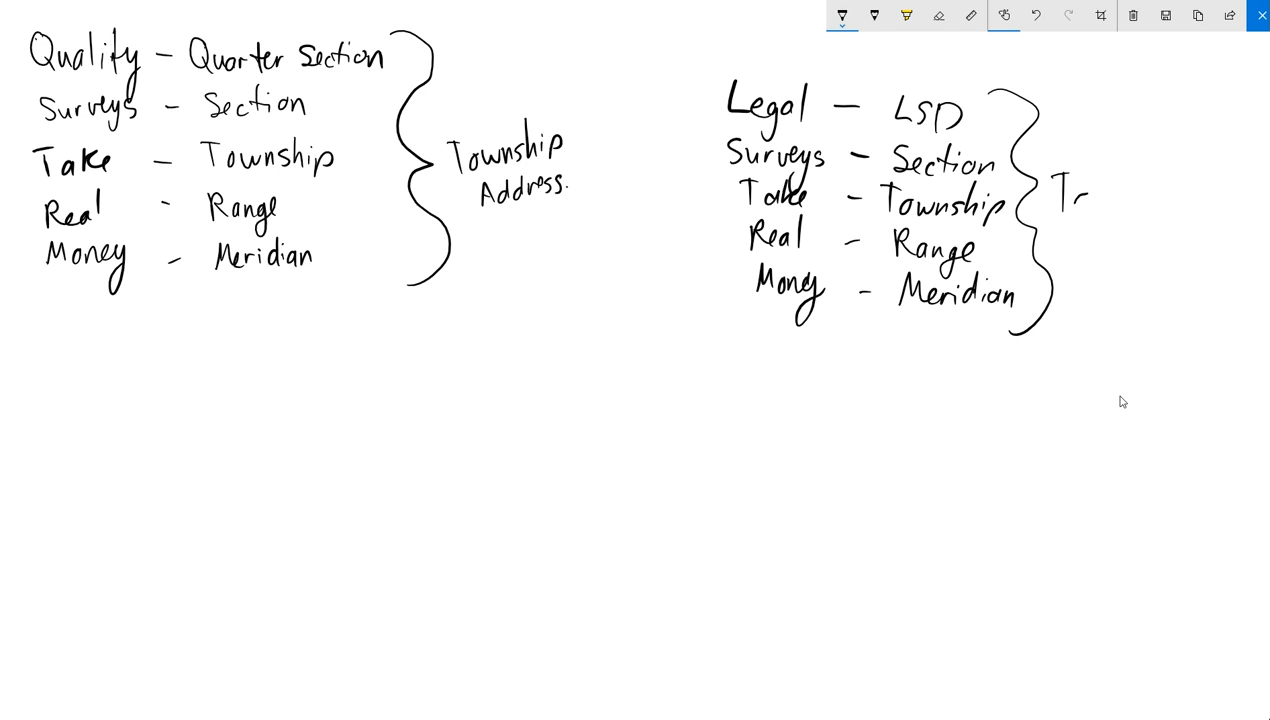 Quality - Quarter Section
Surveys - Section
Take - Township
Real - Range
Money - Meridian
Township
Address.
Legal - LSD
Surveys - Section
Take - Township
Real - Range
Money - Meridian
Tr